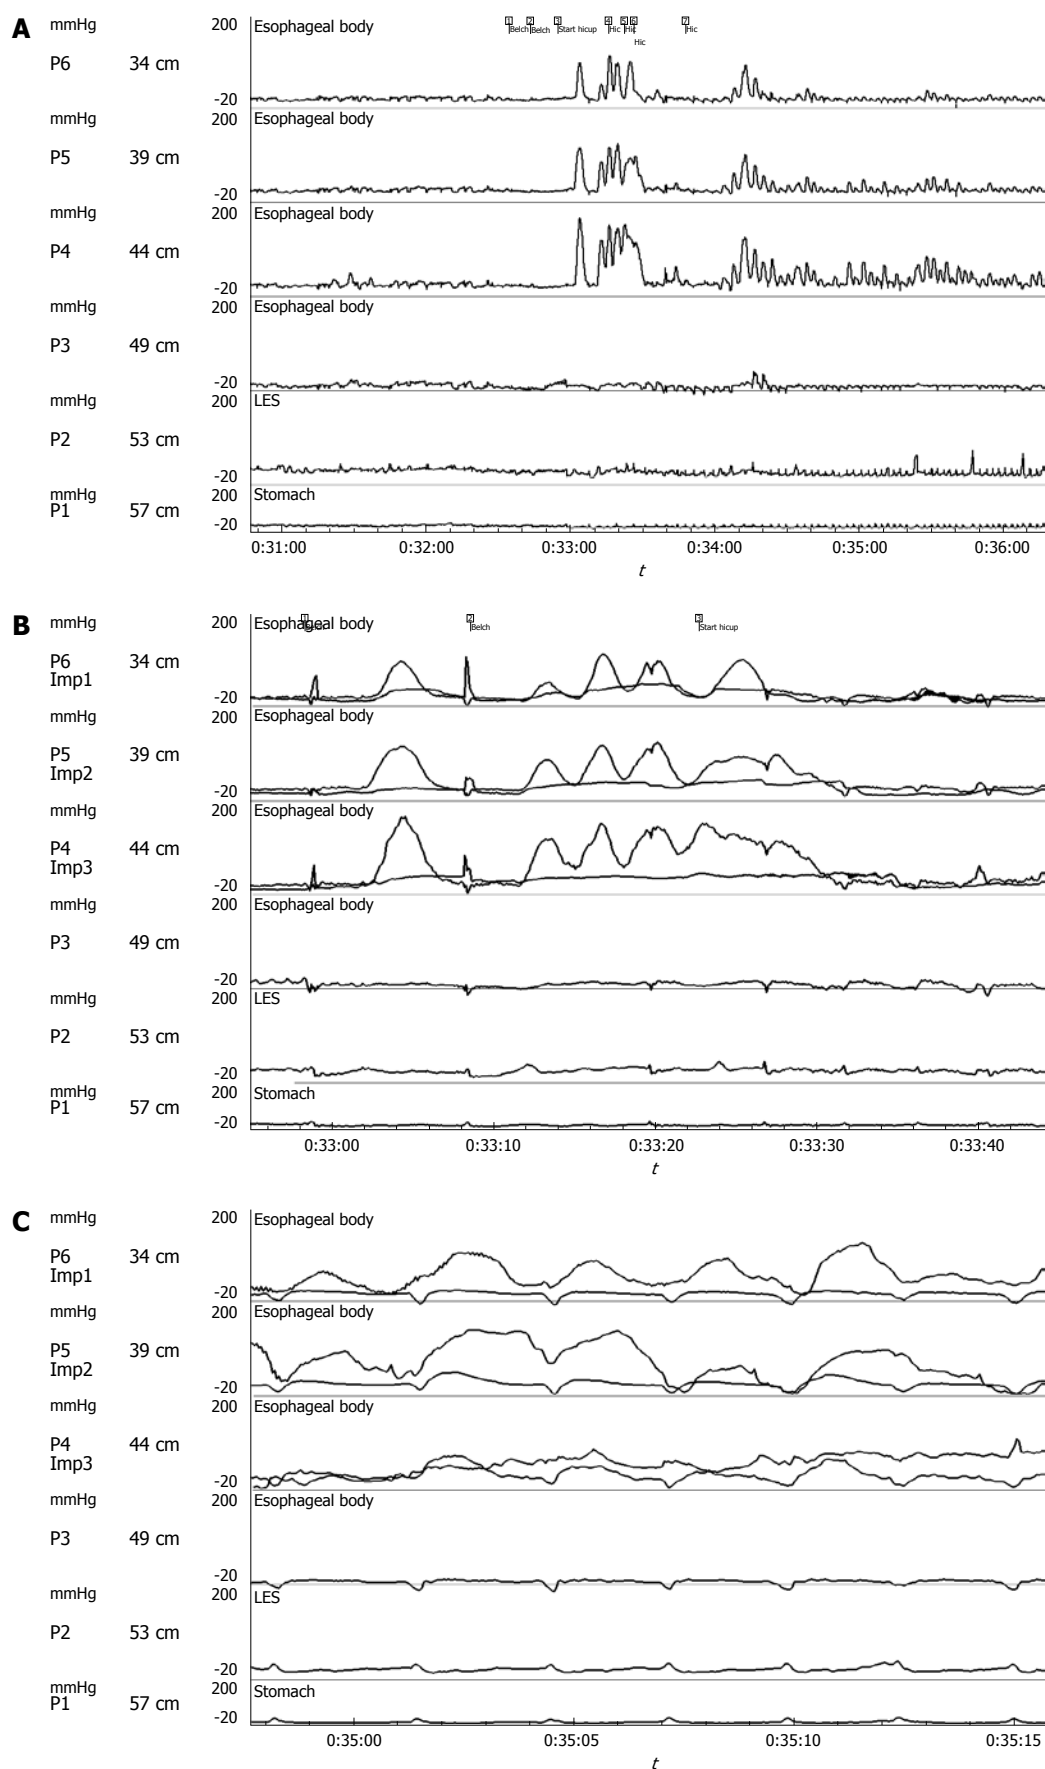 A mmHg 200 Esophageal body 1 2 3 4 5 6 7
Belch Belch Start hicup Hic Hic Hic
Hic
P6 34 cm
-20
mmHg 200 Esophageal body
P5 39 cm
-20
mmHg 200 Esophageal body
P4 44 cm
-20
mmHg 200 Esophageal body
P3 49 cm
-20
mmHg 200 LES
P2 53 cm
-20
mmHg 200 Stomach
P1 57 cm -20
0:31:00 0:32:00 0:33:00 0:34:00 0:35:00 0:36:00
t
B mmHg 200 Esophageal body 1 2 3
Belch Start hicup
P6 34 cm
Imp1 -20
mmHg 200 Esophageal body
P5 39 cm
Imp2 -20
mmHg 200 Esophageal body
P4 44 cm
Imp3 -20
mmHg 200 Esophageal body
P3 49 cm
-20
mmHg 200 LES
P2 53 cm
-20
mmHg 200 Stomach
P1 57 cm -20
0:33:00 0:33:10 0:33:20 0:33:30 0:33:40
t
C mmHg 200 Esophageal body
P6 34 cm
Imp1 -20
mmHg 200 Esophageal body
P5 39 cm
Imp2 -20
mmHg 200 Esophageal body
P4 44 cm
Imp3 -20
mmHg 200 Esophageal body
P3 49 cm
-20
mmHg 200 LES
P2 53 cm
-20
mmHg 200 Stomach
P1 57 cm -20
0:35:00 0:35:05 0:35:10 0:35:15
t